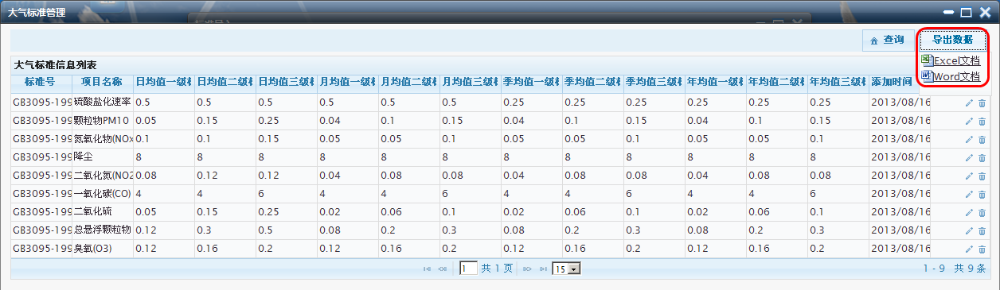 大气标准管理
查询 导出数据
Excel文档
Word文档
大气标准信息列表
标准号 项目名称 日均值一级标 日均值二级标 日均值三级标 月均值一级标 月均值二级标 月均值三级标 季均值一级标 季均值二级标 季均值三级标 年均值一级标 年均值二级标 年均值三级标 添加时间
GB3095-199 硫酸盐化速率 0.5 0.5 0.5 0.5 0.5 0.5 0.25 0.25 0.25 0.25 0.25 0.25 2013/08/16
GB3095-199 颗粒物PM10 0.05 0.15 0.25 0.04 0.1 0.15 0.04 0.1 0.15 0.04 0.1 0.15 2013/08/16
GB3095-199 氮氧化物(NOx 0.1 0.1 0.15 0.05 0.05 0.1 0.05 0.05 0.1 0.05 0.05 0.1 2013/08/16
GB3095-199 降尘 8 8 8 8 8 8 8 8 8 8 8 8 2013/08/16
GB3095-199 二氧化氮(NO2 0.08 0.12 0.12 0.04 0.08 0.08 0.04 0.08 0.08 0.04 0.08 0.08 2013/08/16
GB3095-199 一氧化碳(CO) 4 4 6 4 4 6 4 4 6 4 4 6 2013/08/16
GB3095-199 二氧化硫 0.05 0.15 0.25 0.02 0.06 0.1 0.02 0.06 0.1 0.02 0.06 0.1 2013/08/16
GB3095-199 总悬浮颗粒物 0.12 0.3 0.5 0.08 0.2 0.3 0.08 0.2 0.3 0.08 0.2 0.3 2013/08/16
GB3095-199 臭氧(O3) 0.12 0.16 0.2 0.12 0.16 0.2 0.12 0.16 0.2 0.12 0.16 0.2 2013/08/16
1 共 1 页 15 1 - 9 共 9 条